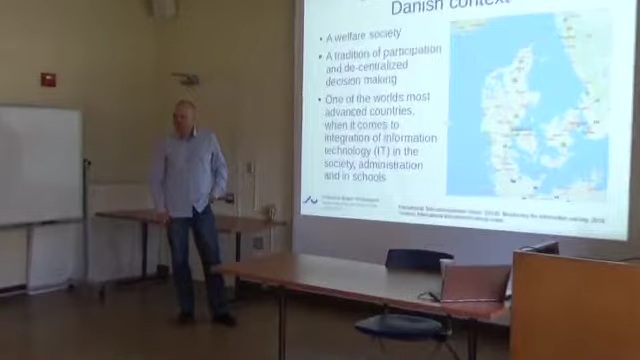 Danish context
• A welfare society
• A tradition of participation
and de-centralized
decision making
• One of the worlds most
advanced countries,
when it comes to
integration of information
technology (IT) in the
society, administration
and in schools